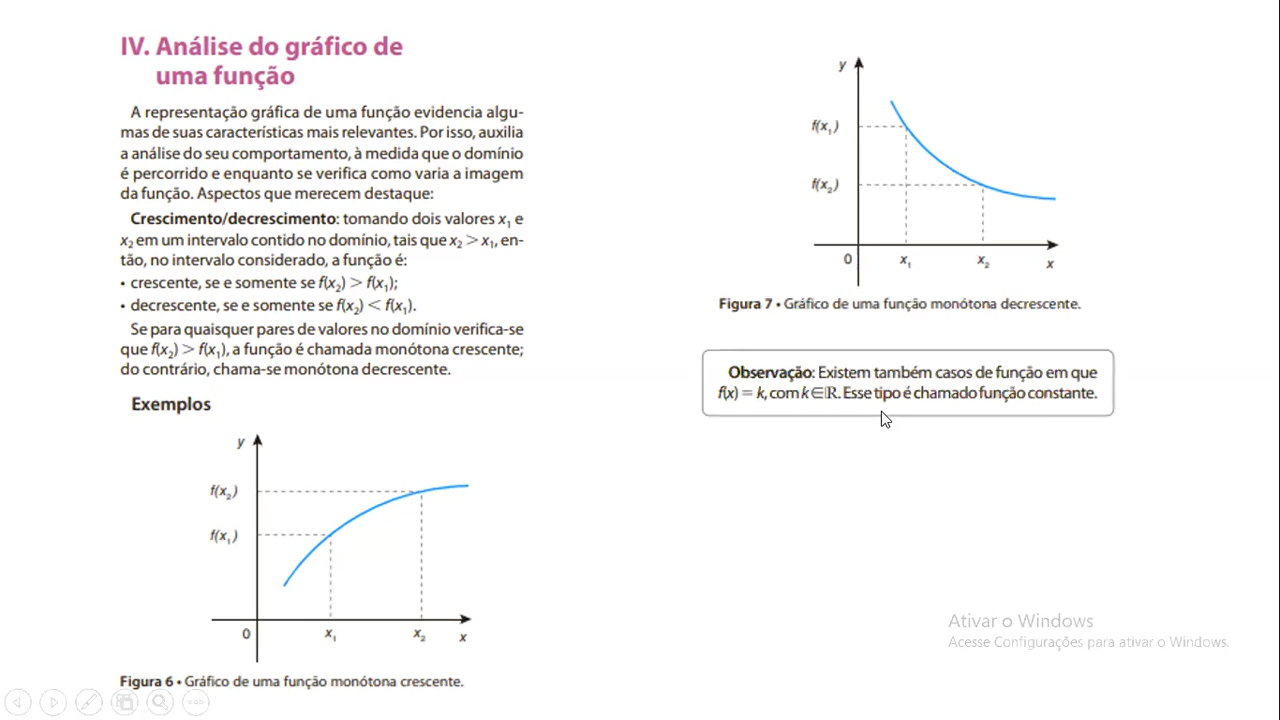 IV. Análise do gráfico de
uma função
A representação gráfica de uma função evidencia algu-
mas de suas características mais relevantes. Por isso, auxilia
a análise do seu comportamento, à medida que o domínio
é percorrido e enquanto se verifica como varia a imagem
da função. Aspectos que merecem destaque:
Crescimento/decrescimento: tomando dois valores x₁ e
x₂ em um intervalo contido no domínio, tais que x₂ > x₁, en-
tão, no intervalo considerado, a função é:
• crescente, se e somente se f(x₂) > f(x₁);
• decrescente, se e somente se f(x₂) < f(x₁).
Se para quaisquer pares de valores no domínio verifica-se
que f(x₂) > f(x₁), a função é chamada monótona crescente;
do contrário, chama-se monótona decrescente.
Exemplos
y
f(x₂)
f(x₁)
0 x₁ x₂ x
Figura 6 • Gráfico de uma função monótona crescente.
y
f(x₁)
f(x₂)
0 x₁ x₂ x
Figura 7 • Gráfico de uma função monótona decrescente.
Observação: Existem também casos de função em que
f(x) = k, com k ∈ ℝ. Esse tipo é chamado função constante.
Ativar o Windows
Acesse Configurações para ativar o Windows.